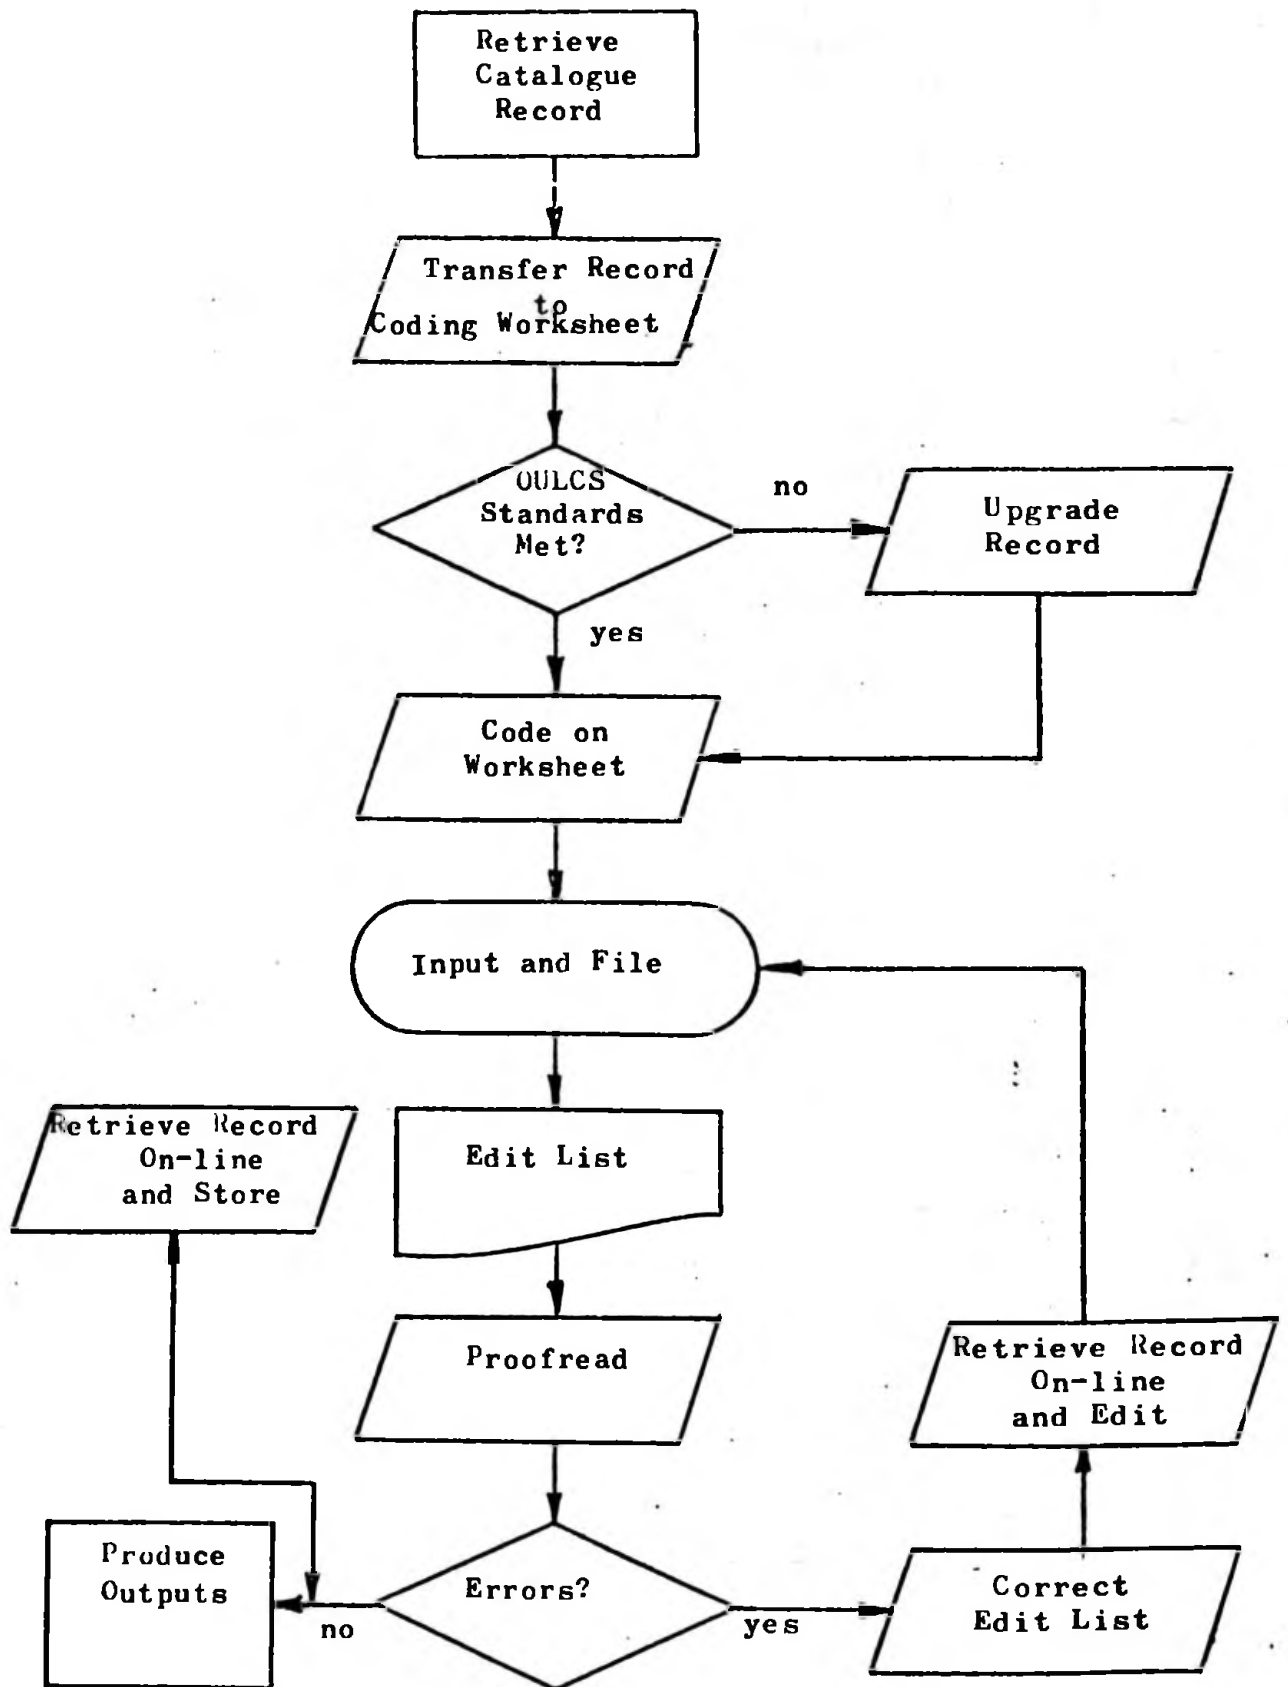 Retrieve
Catalogue
Record
Transfer Record
to
Coding Worksheet
OULCS
Standards
Met?
no
Upgrade
Record
yes
Code on
Worksheet
Input and File
Retrieve Record
On-line
and Store
Edit List
Proofread
Retrieve Record
On-line
and Edit
Produce
Outputs
no
Errors?
yes
Correct
Edit List